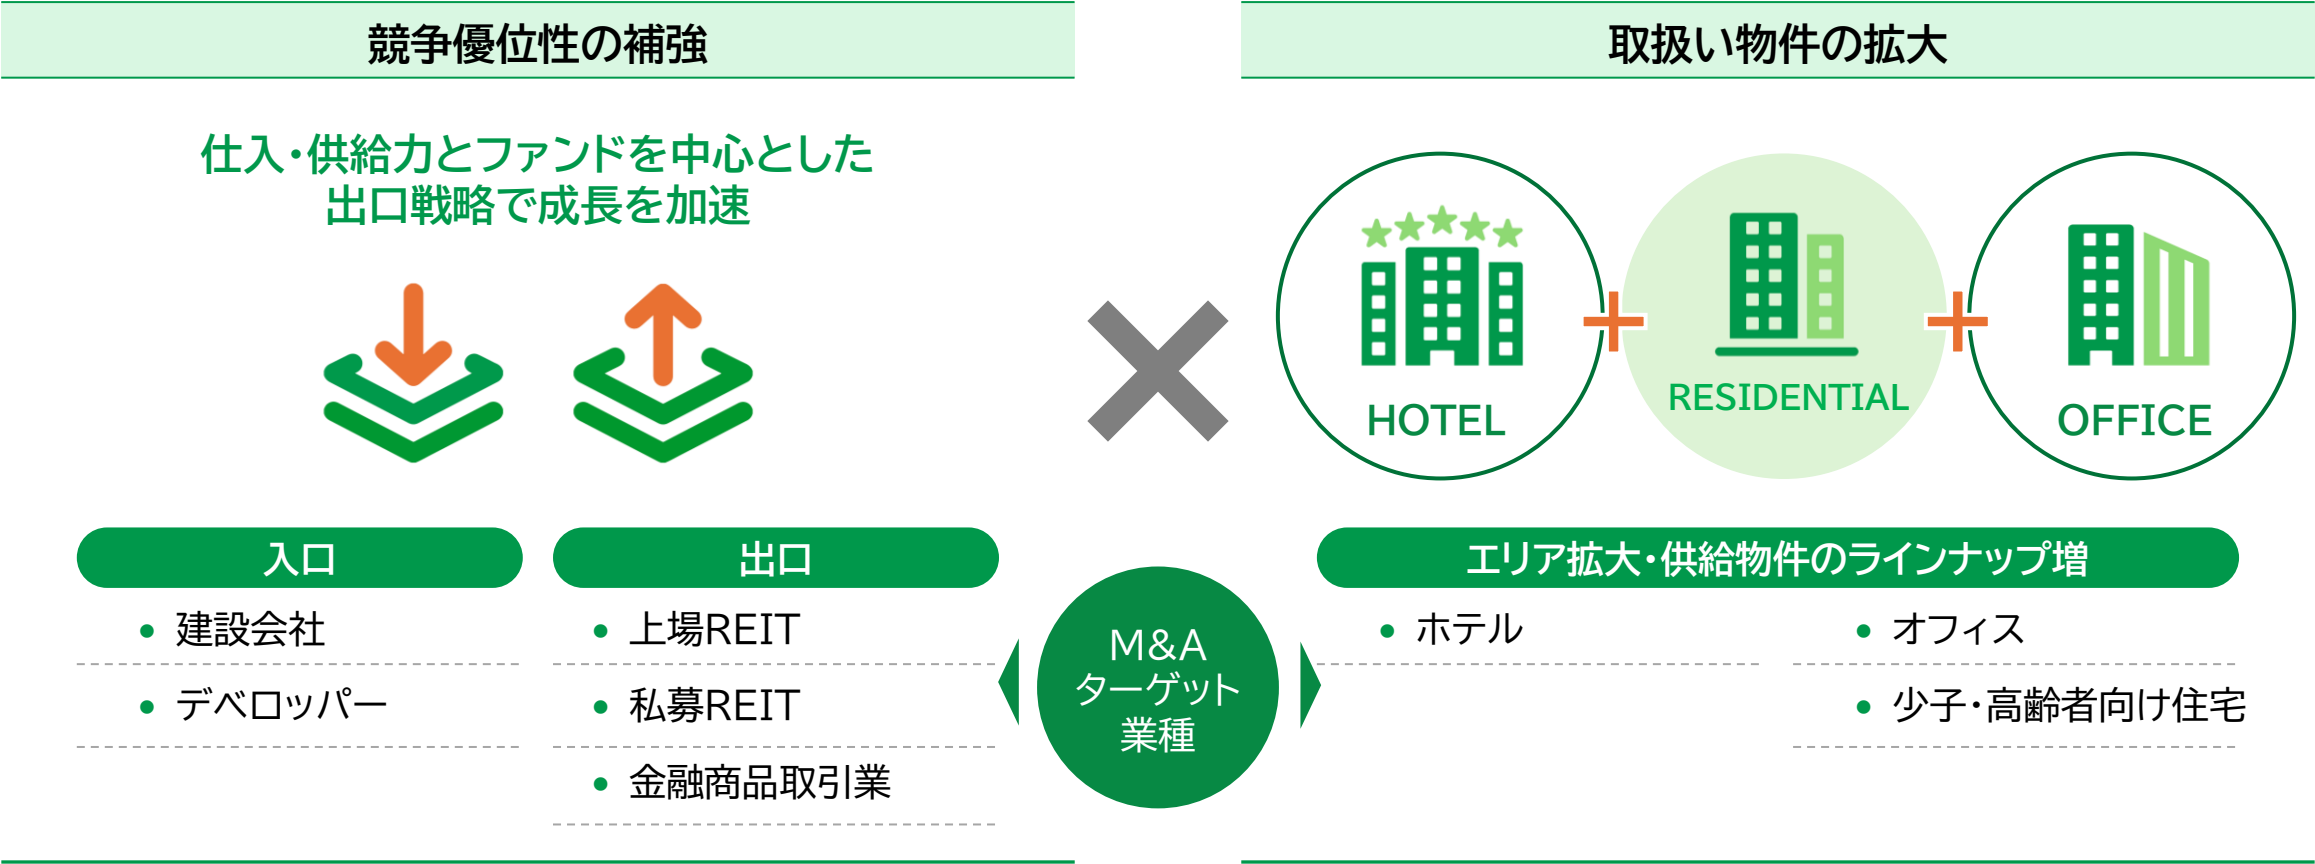 競争優位性の補強
仕入・供給力とファンドを中心とした
出口戦略で成長を加速
入口
• 建設会社
• デベロッパー
出口
• 上場REIT
• 私募REIT
• 金融商品取引業
M&A
ターゲット
業種
取扱い物件の拡大
HOTEL
RESIDENTIAL
OFFICE
エリア拡大・供給物件のラインナップ増
• ホテル
• オフィス
• 少子・高齢者向け住宅